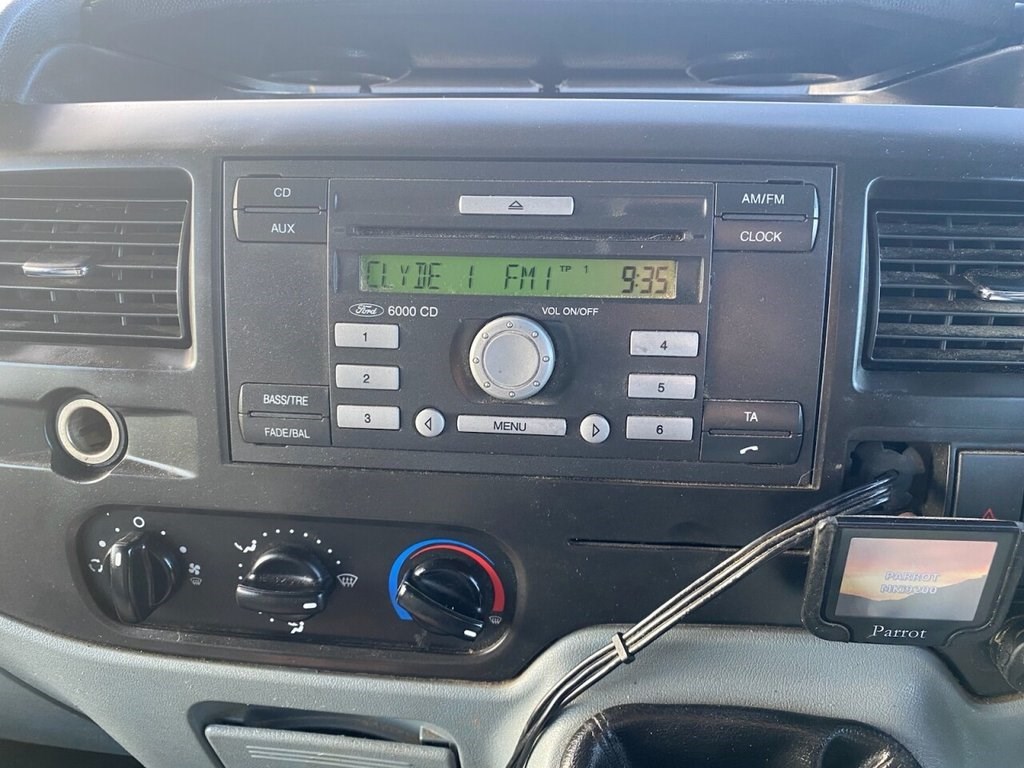 CD
AUX
AM/FM
CLOCK
CLYDE 1 FM1 TP 1 9:35
Ford 6000 CD
VOL ON/OFF
1
2
3
4
5
6
BASS/TRE
FADE/BAL
MENU
TA
PARROT
Parrot